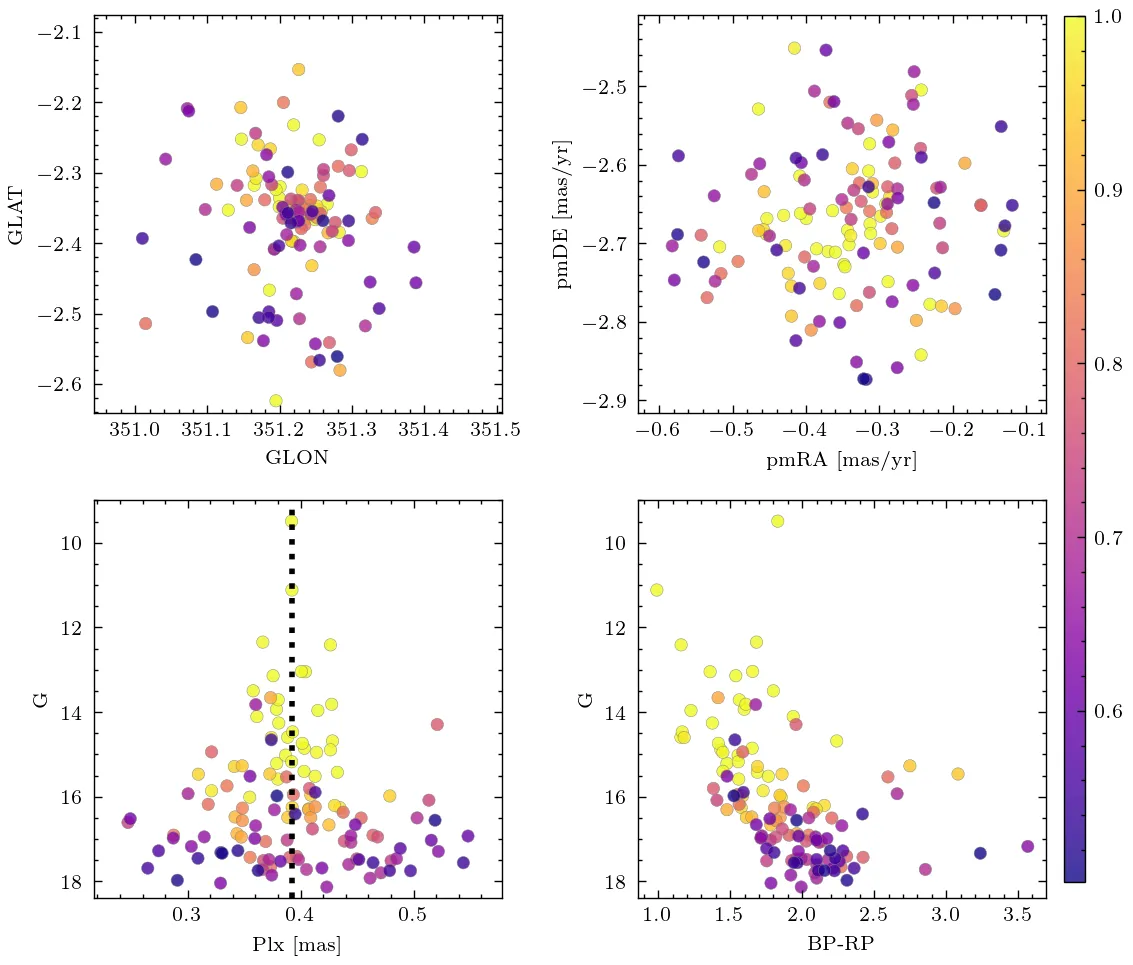 −2.1
−2.2
−2.3
−2.4
−2.5
−2.6
GLAT
351.0 351.1 351.2 351.3 351.4 351.5
GLON
−2.5
−2.6
−2.7
−2.8
−2.9
pmDE [mas/yr]
−0.6 −0.5 −0.4 −0.3 −0.2 −0.1
pmRA [mas/yr]
10
12
14
16
18
G
0.3 0.4 0.5
Plx [mas]
10
12
14
16
18
G
1.0 1.5 2.0 2.5 3.0 3.5
BP-RP
1.0
0.9
0.8
0.7
0.6